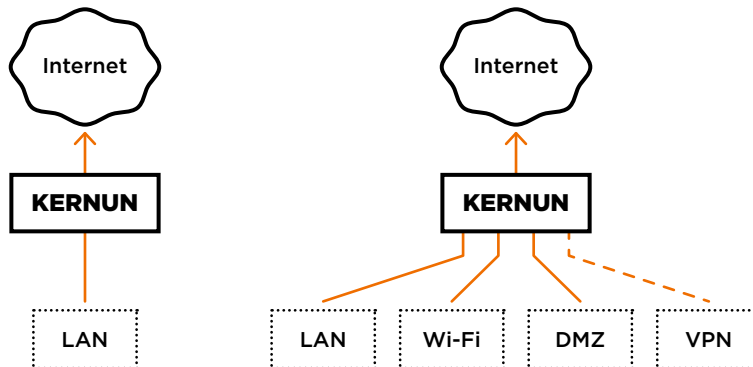 Internet
KERNUN
LAN
Internet
KERNUN
LAN
Wi-Fi
DMZ
VPN